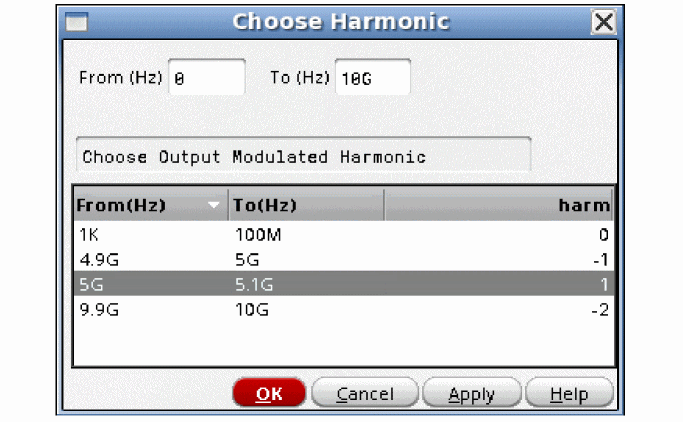 Choose Harmonic
From (Hz) 0 To (Hz) 10G
Choose Output Modulated Harmonic
From(Hz) To(Hz) harm
1K 100M 0
4.9G 5G -1
5G 5.1G 1
9.9G 10G -2
OK Cancel Apply Help